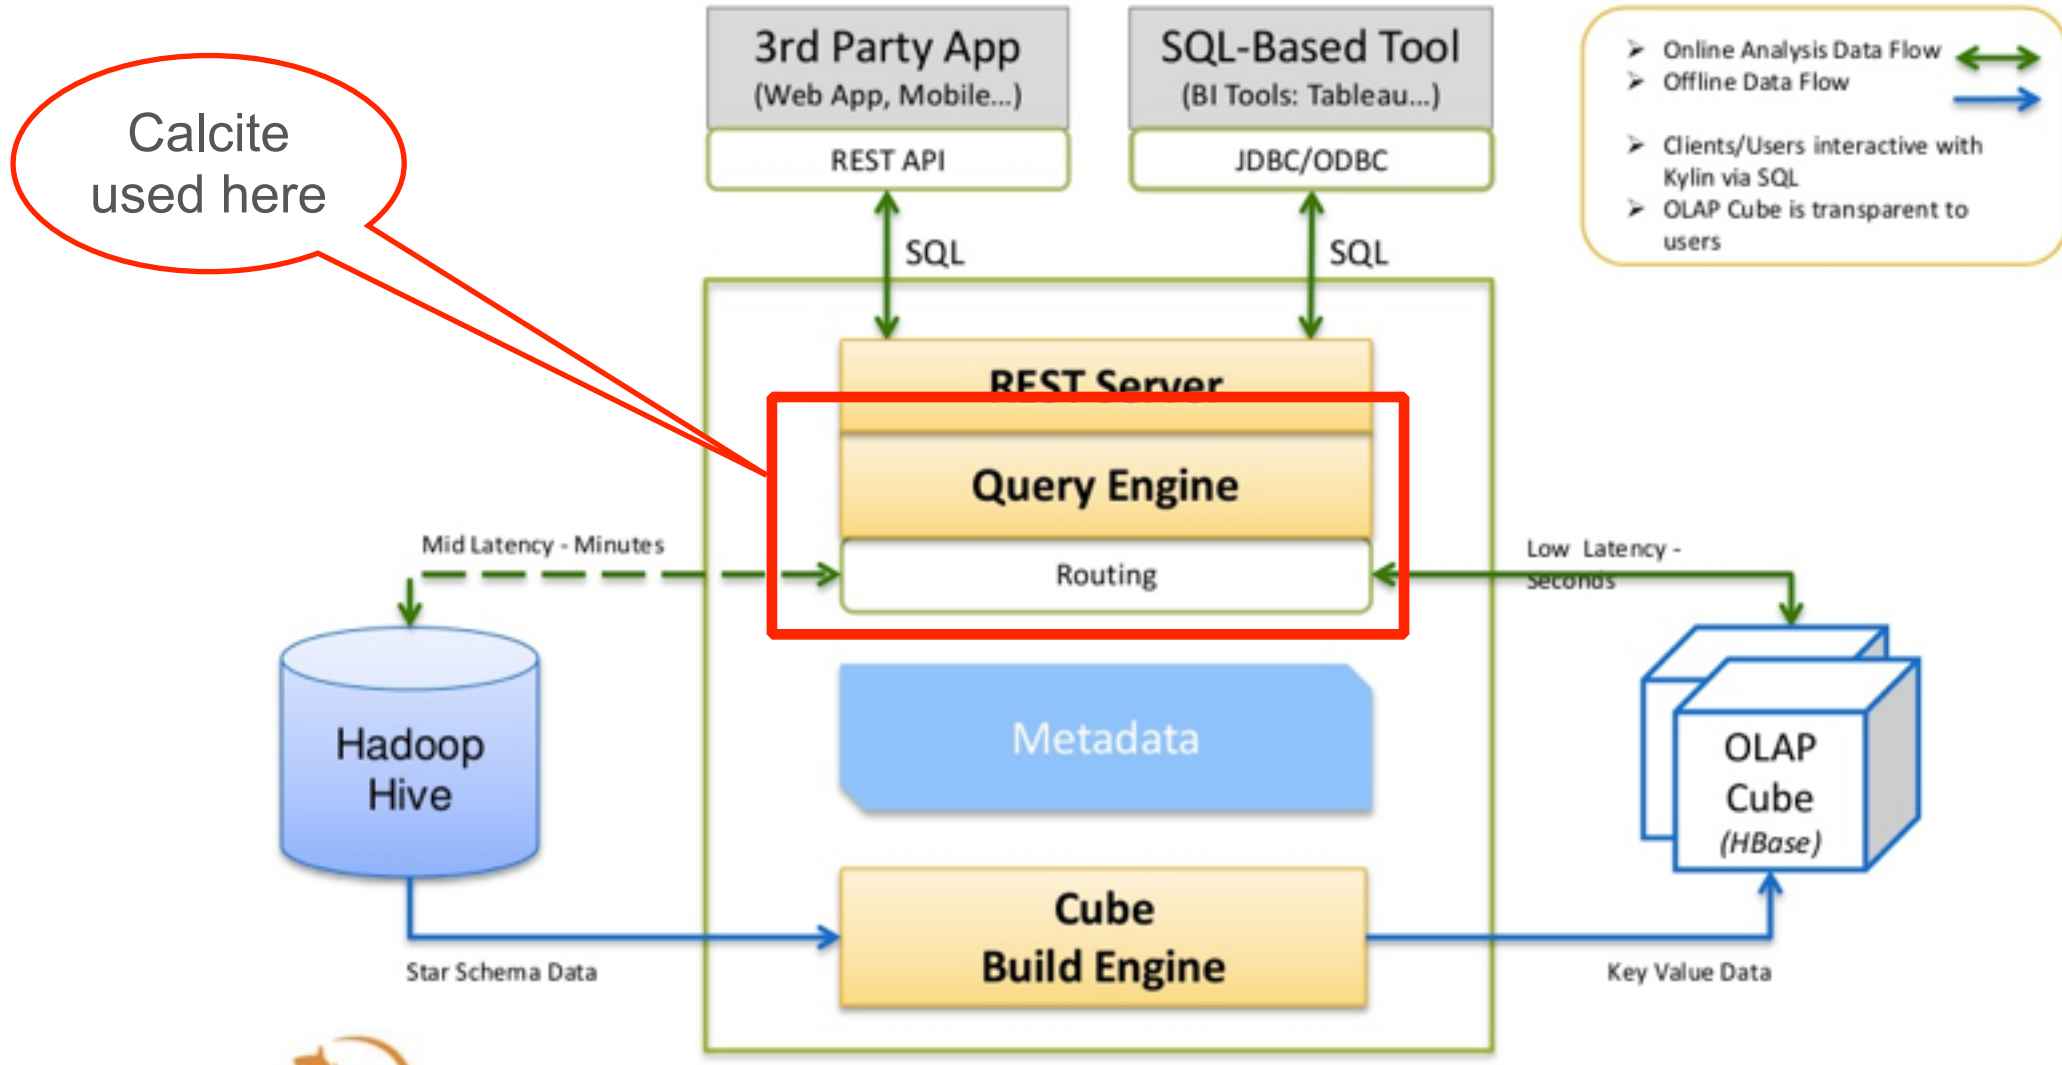 3rd Party App
(Web App, Mobile...)
REST API
SQL-Based Tool
(BI Tools: Tableau...)
JDBC/ODBC
➢ Online Analysis Data Flow
➢ Offline Data Flow
➢ Clients/Users interactive with
Kylin via SQL
➢ OLAP Cube is transparent to
users
Calcite
used here
SQL
SQL
REST Server
Query Engine
Routing
Mid Latency - Minutes
Low Latency -
Seconds
Hadoop
Hive
Metadata
OLAP
Cube
(HBase)
Cube
Build Engine
Star Schema Data
Key Value Data